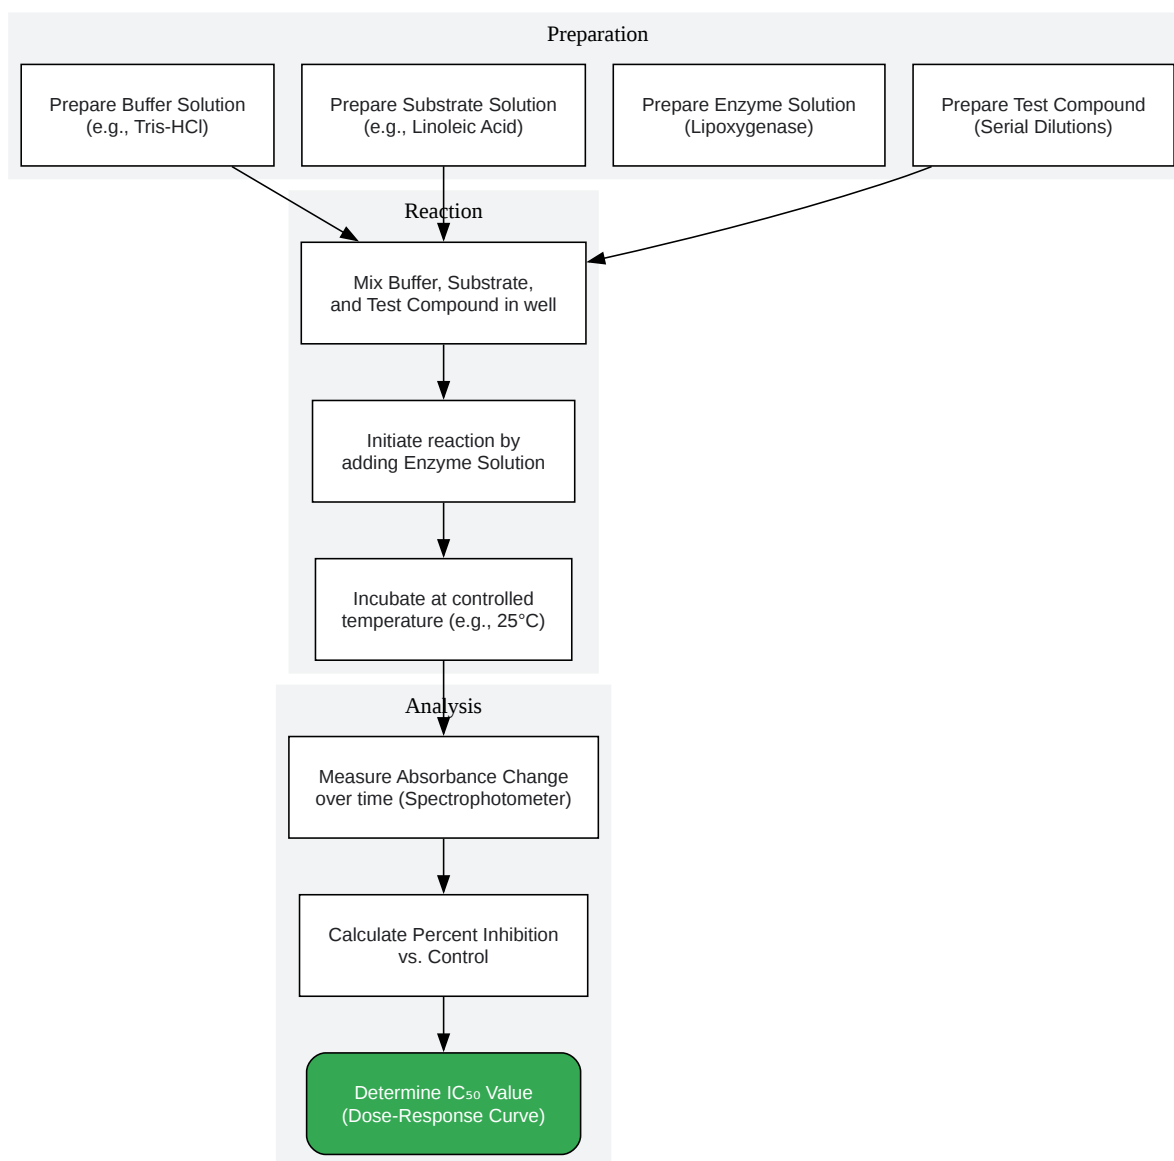 Preparation
Prepare Buffer Solution
(e.g., Tris-HCl)
Prepare Substrate Solution
(e.g., Linoleic Acid)
Prepare Enzyme Solution
(Lipoxygenase)
Prepare Test Compound
(Serial Dilutions)
Reaction
Mix Buffer, Substrate,
and Test Compound in well
Initiate reaction by
adding Enzyme Solution
Incubate at controlled
temperature (e.g., 25°C)
Analysis
Measure Absorbance Change
over time (Spectrophotometer)
Calculate Percent Inhibition
vs. Control
Determine IC₅₀ Value
(Dose-Response Curve)